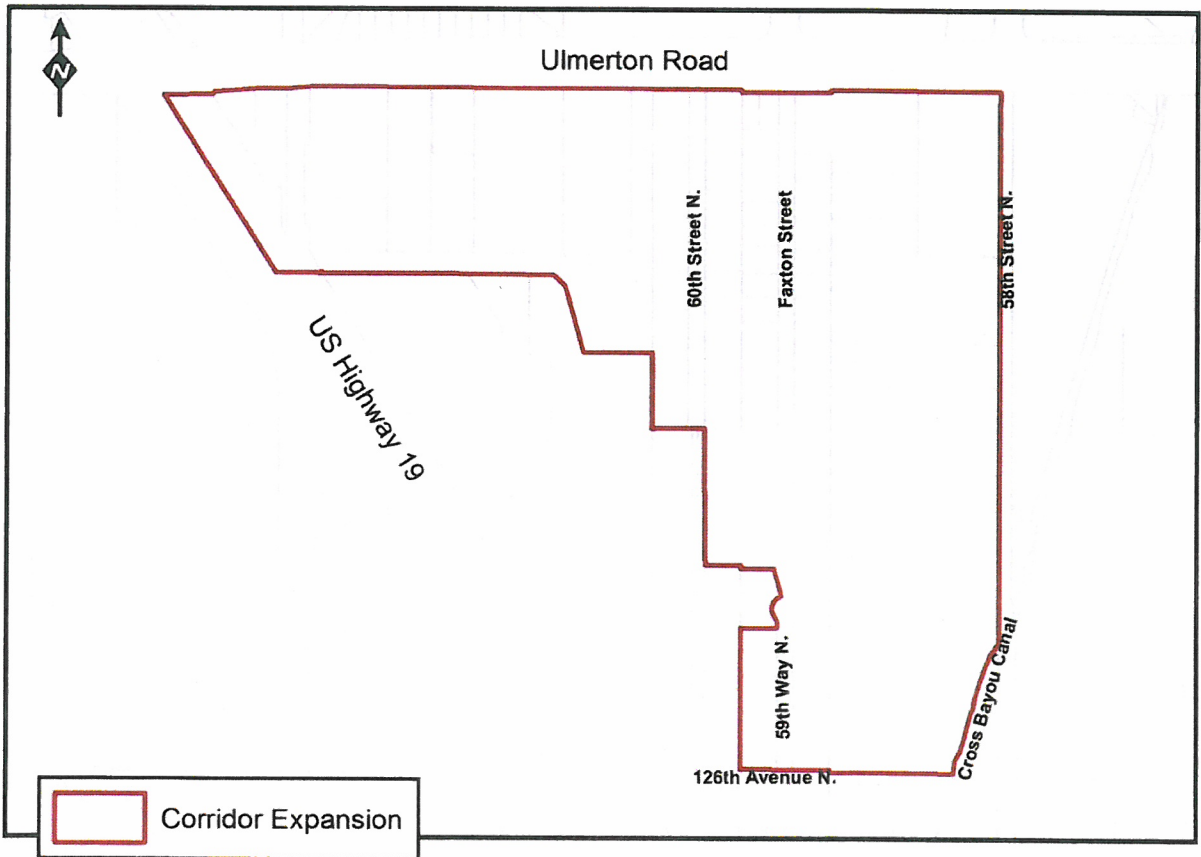 N
Ulmerton Road
60th Street N.
Faxton Street
58th Street N.
US Highway 19
59th Way N.
Cross Bayou Canal
126th Avenue N.
Corridor Expansion